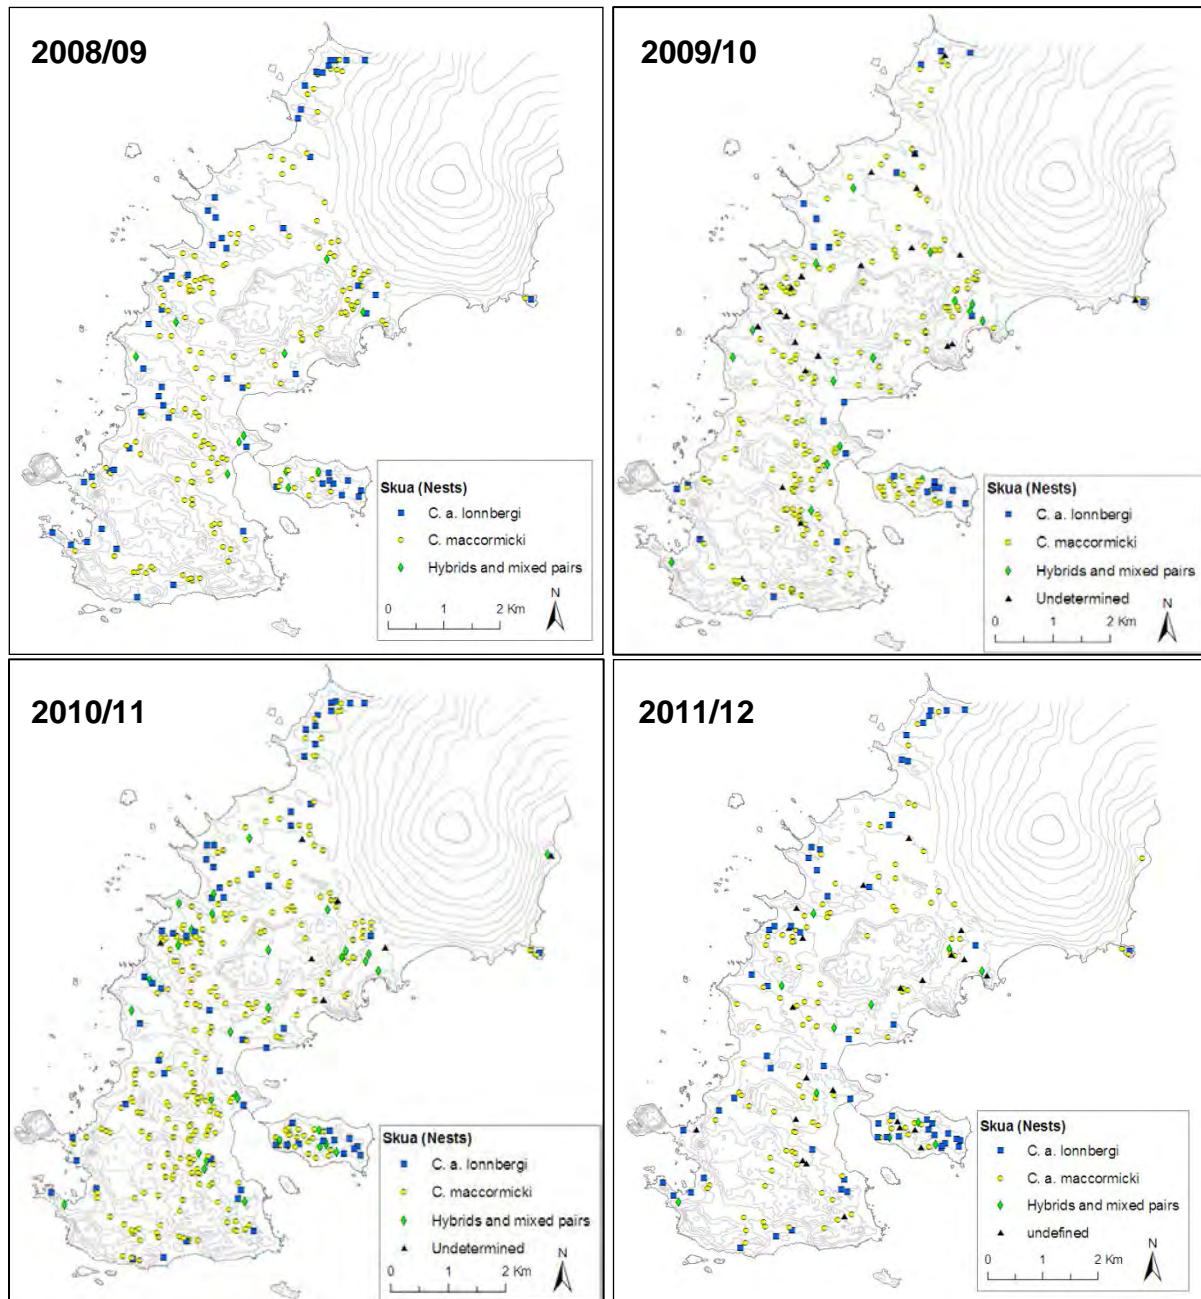 2008/09
Skua (Nests)
C. a. lonnbergi
C. maccormicki
Hybrids and mixed pairs
N
0 1 2 Km
2009/10
Skua (Nests)
C. a. lonnbergi
C. maccormicki
Hybrids and mixed pairs
Undetermined
N
0 1 2 Km
2010/11
Skua (Nests)
C. a. lonnbergi
C. maccormicki
Hybrids and mixed pairs
Undetermined
N
0 1 2 Km
2011/12
Skua (Nests)
C. a. lonnbergi
C. a. maccormicki
Hybrids and mixed pairs
undefined
N
0 1 2 Km